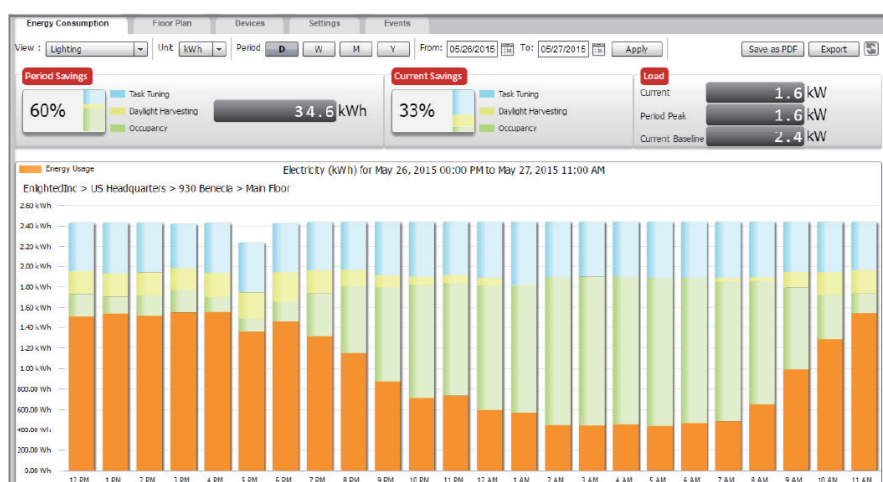 Energy Consumption Floor Plan Devices Settings Events
View : Lighting Unit kWh Period D W M Y From: 05/26/2015 To: 05/27/2015 Apply Save as PDF Export
Period Savings
60%
Task Tuning
Daylight Harvesting
Occupancy
34.6 kWh
Current Savings
33%
Task Tuning
Daylight Harvesting
Occupancy
Load
Current 1.6 kW
Period Peak 1.6 kW
Current Baseline 2.4 kW
Energy Usage Electricity (kWh) for May 26, 2015 00:00 PM to May 27, 2015 11:00 AM
EnlightedInc > US Headquarters > 930 Benecia > Main Floor
2.60 kWh
2.40 kWh
2.20 kWh
2.00 kWh
1.80 kWh
1.60 kWh
1.40 kWh
1.20 kWh
1.00 kWh
800.00 Wh
600.00 Wh
400.00 Wh
200.00 Wh
0.00 Wh
12 PM 1 PM 2 PM 3 PM 4 PM 5 PM 6 PM 7 PM 8 PM 9 PM 10 PM 11 PM 12 AM 1 AM 2 AM 3 AM 4 AM 5 AM 6 AM 7 AM 8 AM 9 AM 10 AM 11 AM